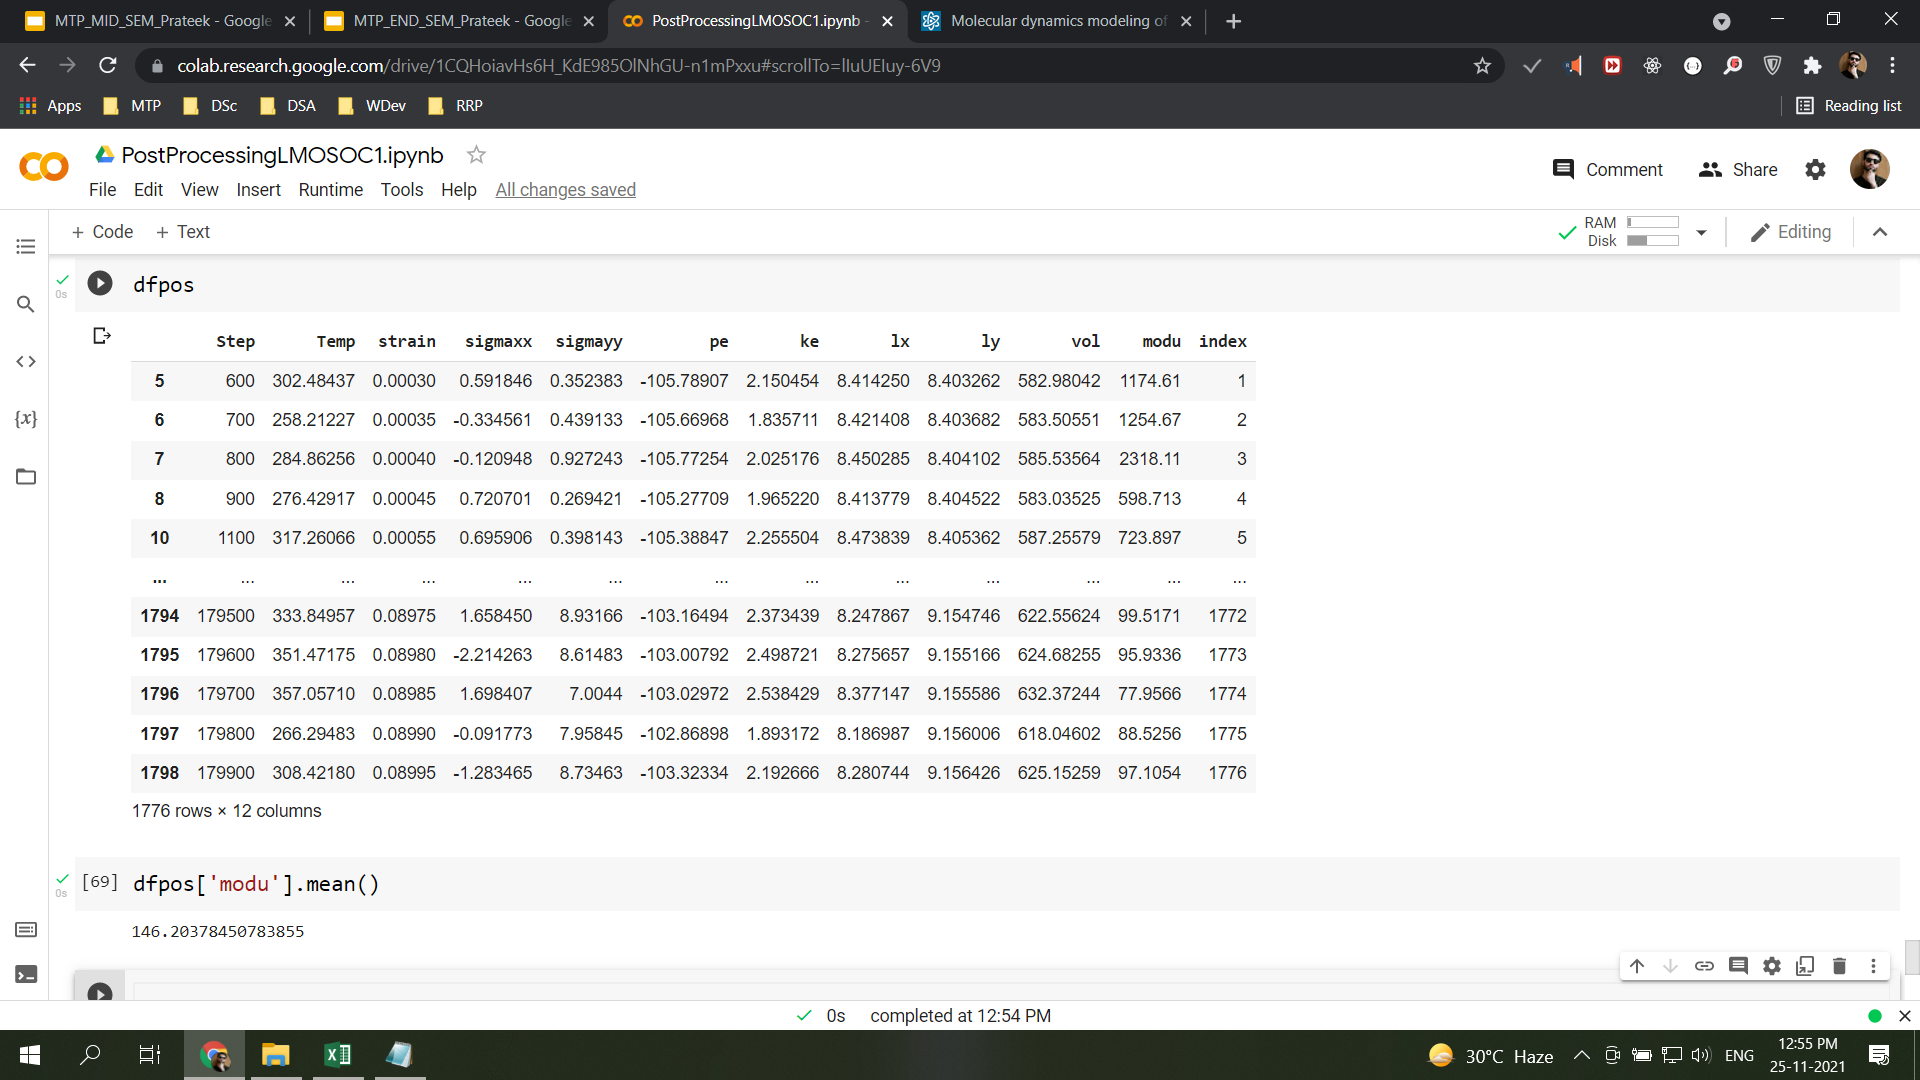 MTP_MID_SEM_Prateek - Google
MTP_END_SEM_Prateek - Google
PostProcessingLMOSOC1.ipynb -
Molecular dynamics modeling of
colab.research.google.com/drive/1CQHoiavHs6H_KdE985OlNhGU-n1mPxxu#scrollTo=lIuUEIuy-6V9
Apps MTP DSc DSA WDev RRP Reading list
PostProcessingLMOSOC1.ipynb
Comment Share
File Edit View Insert Runtime Tools Help All changes saved
+ Code + Text RAM Disk Editing
0s dfpos
Step Temp strain sigmaxx sigmayy pe ke lx ly vol modu index
5 600 302.48437 0.00030 0.591846 0.352383 -105.78907 2.150454 8.414250 8.403262 582.98042 1174.61 1
6 700 258.21227 0.00035 -0.334561 0.439133 -105.66968 1.835711 8.421408 8.403682 583.50551 1254.67 2
7 800 284.86256 0.00040 -0.120948 0.927243 -105.77254 2.025176 8.450285 8.404102 585.53564 2318.11 3
8 900 276.42917 0.00045 0.720701 0.269421 -105.27709 1.965220 8.413779 8.404522 583.03525 598.713 4
10 1100 317.26066 0.00055 0.695906 0.398143 -105.38847 2.255504 8.473839 8.405362 587.25579 723.897 5
... ... ... ... ... ... ... ... ... ... ... ... ...
1794 179500 333.84957 0.08975 1.658450 8.93166 -103.16494 2.373439 8.247867 9.154746 622.55624 99.5171 1772
1795 179600 351.47175 0.08980 -2.214263 8.61483 -103.00792 2.498721 8.275657 9.155166 624.68255 95.9336 1773
1796 179700 357.05710 0.08985 1.698407 7.0044 -103.02972 2.538429 8.377147 9.155586 632.37244 77.9566 1774
1797 179800 266.29483 0.08990 -0.091773 7.95845 -102.86898 1.893172 8.186987 9.156006 618.04602 88.5256 1775
1798 179900 308.42180 0.08995 -1.283465 8.73463 -103.32334 2.192666 8.280744 9.156426 625.15259 97.1054 1776
1776 rows × 12 columns
0s [69] dfpos['modu'].mean()
146.20378450783855
0s completed at 12:54 PM
30°C Haze ENG 12:55 PM
25-11-2021